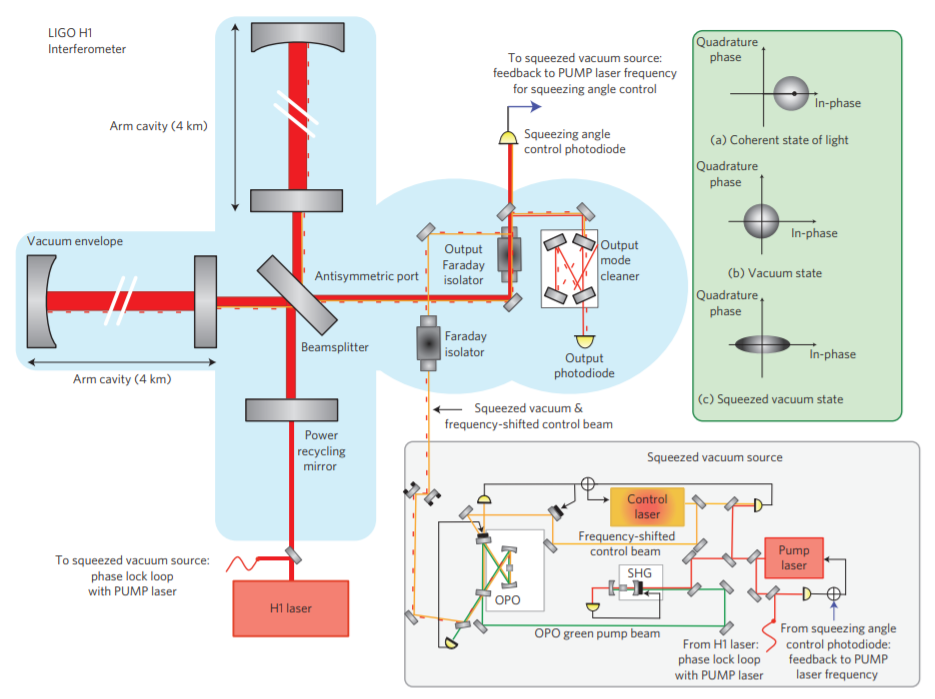 LIGO H1
Interferometer
Arm cavity (4 km)
To squeezed vacuum source:
feedback to PUMP laser frequency
for squeezing angle control
Squeezing angle
control photodiode
Vacuum envelope
Antisymmetric port
Output
Faraday
isolator
Output
mode
cleaner
Beamsplitter
Faraday
isolator
Output
photodiode
Arm cavity (4 km)
Squeezed vacuum &
frequency-shifted control beam
Power
recycling
mirror
To squeezed vacuum source:
phase lock loop
with PUMP laser
H1 laser
Quadrature
phase
In-phase
(a) Coherent state of light
Quadrature
phase
In-phase
(b) Vacuum state
Quadrature
phase
In-phase
(c) Squeezed vacuum state
Squeezed vacuum source
Control
laser
Frequency-shifted
control beam
Pump
laser
SHG
OPO
OPO green pump beam
From H1 laser:
phase lock loop
with PUMP laser
From squeezing angle
control photodiode:
feedback to PUMP
laser frequency